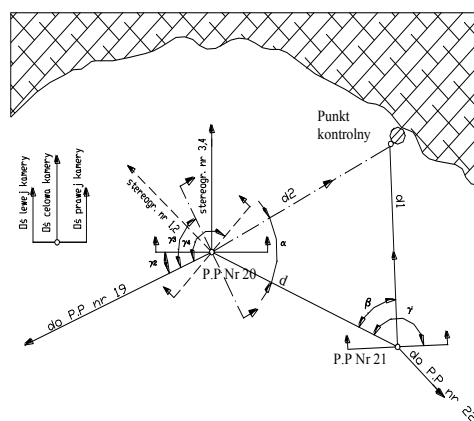 Punkt
kontrolny
Oś lewej kamery
Oś celowa kamery
Oś prawej kamery
stereogr. nr 3,4
stereogr. nr 1,2
d2
d1
γ3
γ4
γ2
α
P.P Nr 20
d
β
γ
do P.P nr 19
P.P Nr 21
do P.P nr 22